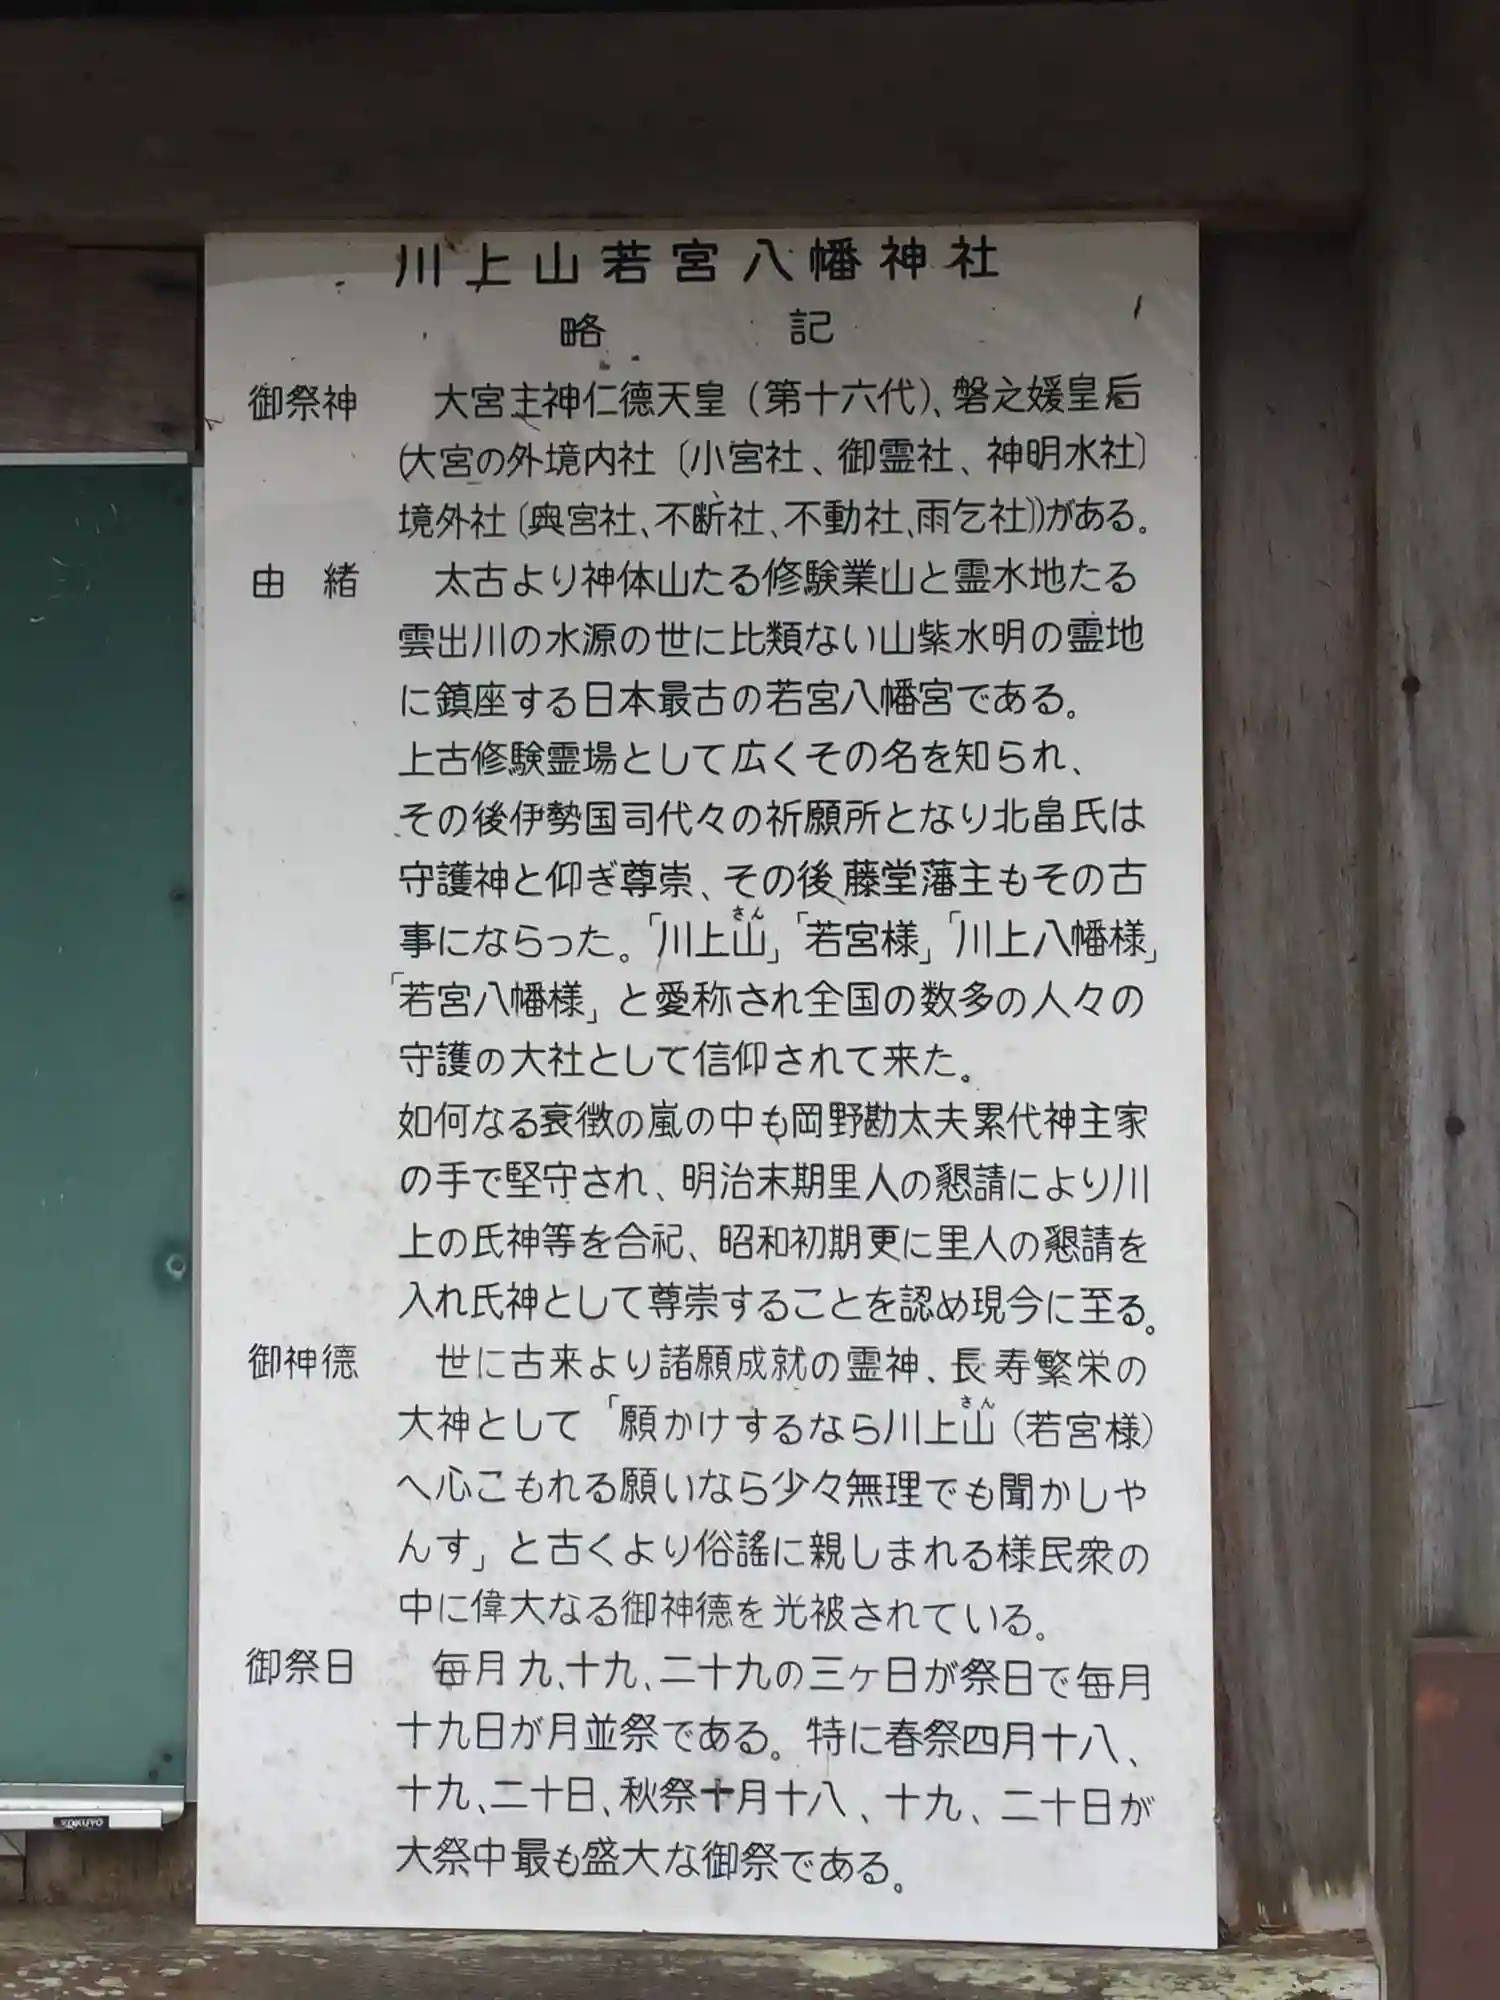 川上山若宮八幡神社
略記
御祭神 大宮主神仁德天皇(第十六代)、磐之媛皇后
(大宮の外境内社〔小宮社、御霊社、神明水社〕
境外社〔奥宮社、不断社、不動社、雨乞社〕)がある。
由緒 太古より神体山たる修験業山と霊水地たる
雲出川の水源の世に比類ない山紫水明の霊地
に鎮座する日本最古の若宮八幡宮である。
上古修験霊場として広くその名を知られ、
その後伊勢国司代々の祈願所となり北畠氏は
守護神と仰ぎ尊崇、その後、藤堂藩主もその古
事にならった。「川上山」「若宮様」「川上八幡様」
さん
「若宮八幡様」と愛称され全国の数多の人々の
守護の大社として信仰されて来た。
如何なる衰徴の嵐の中も岡野勘太夫累代神主家
の手で堅守され、明治末期里人の懇請により川
上の氏神等を合祀、昭和初期更に里人の懇請を
入れ氏神として尊崇することを認め現今に至る。
御神徳 世に古来より諸願成就の霊神、長寿繁栄の
大神として「願かけするなら川上山(若宮様)
さん
へ心こもれる願いなら少々無理でも聞かしゃ
んす」と古くより俗謡に親しまれる様民衆の
中に偉大なる御神德を光被されている。
御祭日 毎月九、十九、二十九の三ヶ日が祭日で毎月
十九日が月並祭である。特に春祭四月十八、
十九、二十日、秋祭十月十八、十九、二十日が
大祭中最も盛大な御祭である。
KOKUYO